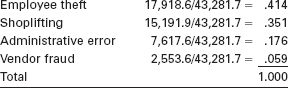 Employee theft 17,918.6/43,281.7 = .414
Shoplifting 15,191.9/43,281.7 = .351
Administrative error 7,617.6/43,281.7 = .176
Vendor fraud 2,553.6/43,281.7 = .059
Total 1.000